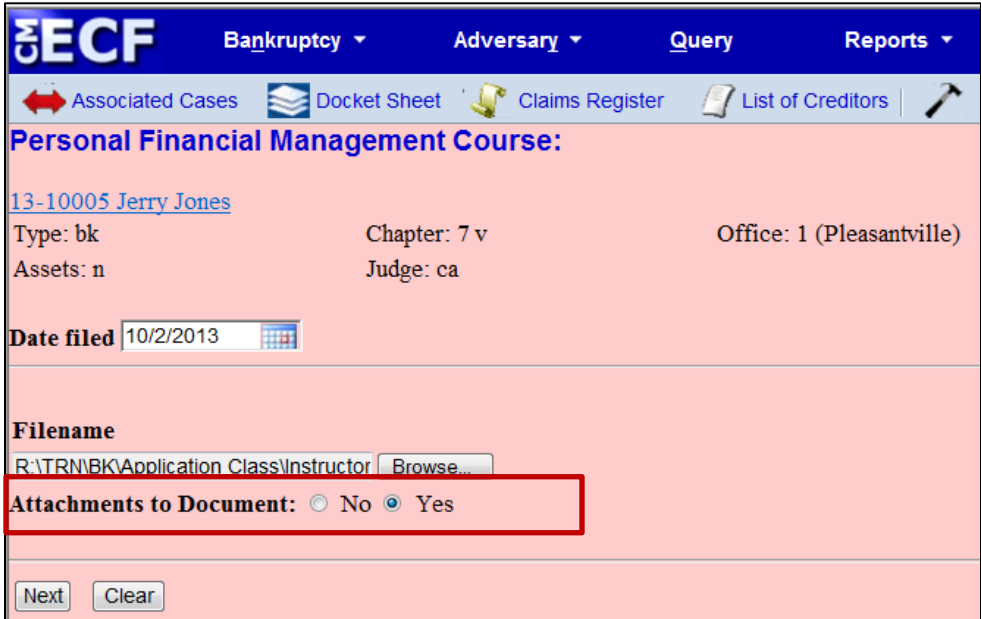 CM ECF Bankruptcy Adversary Query Reports
Associated Cases Docket Sheet Claims Register List of Creditors
Personal Financial Management Course:
13-10005 Jerry Jones
Type: bk Chapter: 7 v Office: 1 (Pleasantville)
Assets: n Judge: ca
Date filed 10/2/2013
Filename
R:\TRN\BK\Application Class\Instructor Browse...
Attachments to Document: No Yes
Next Clear